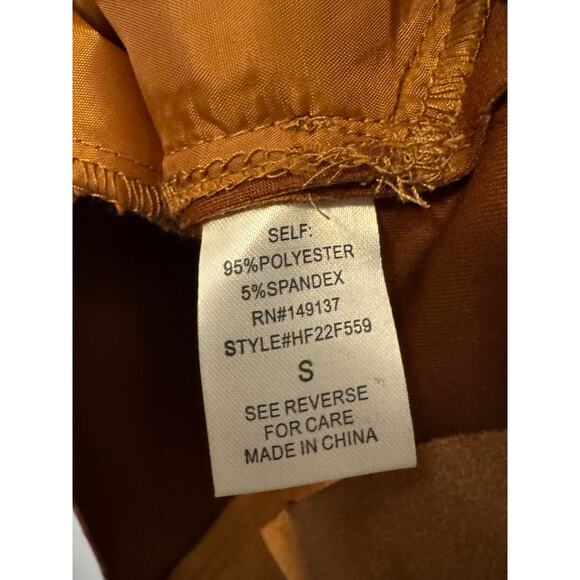 SELF:
95%POLYESTER
5%SPANDEX
RN#149137
STYLE#HF22F559
S
SEE REVERSE
FOR CARE
MADE IN CHINA